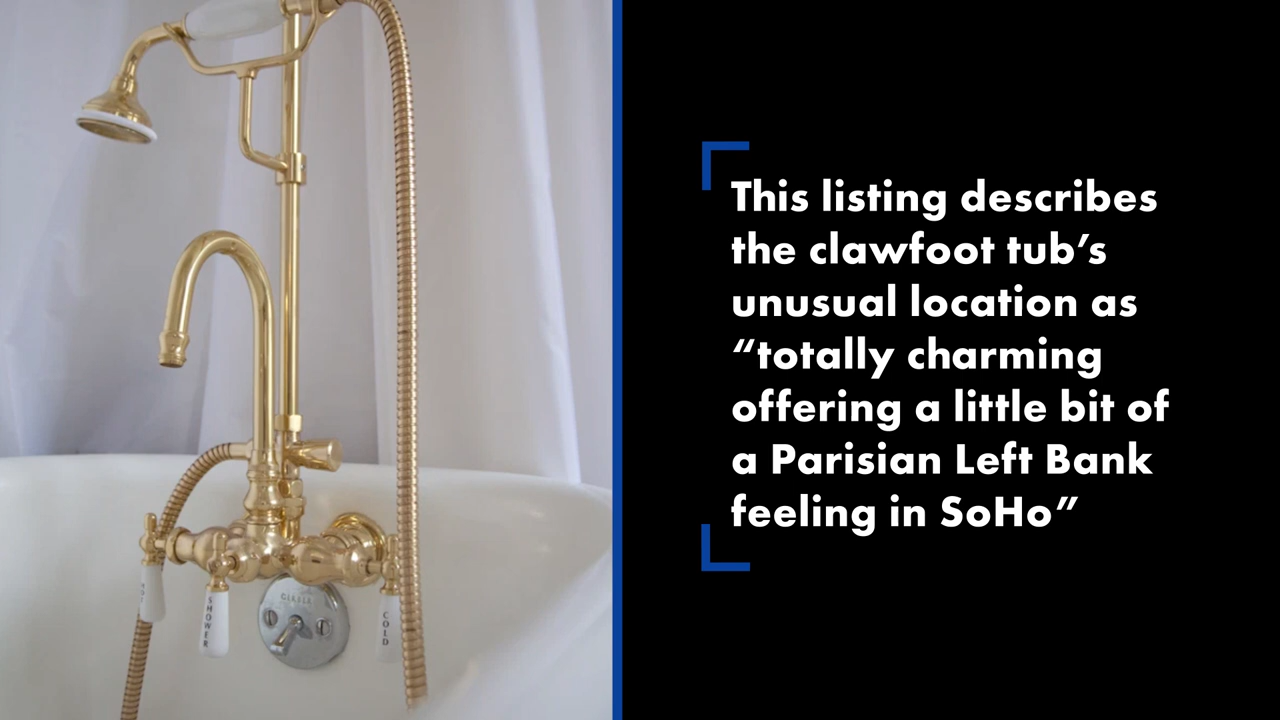 HOT
SHOWER
COLD
This listing describes
the clawfoot tub’s
unusual location as
“totally charming
offering a little bit of
a Parisian Left Bank
feeling in SoHo”